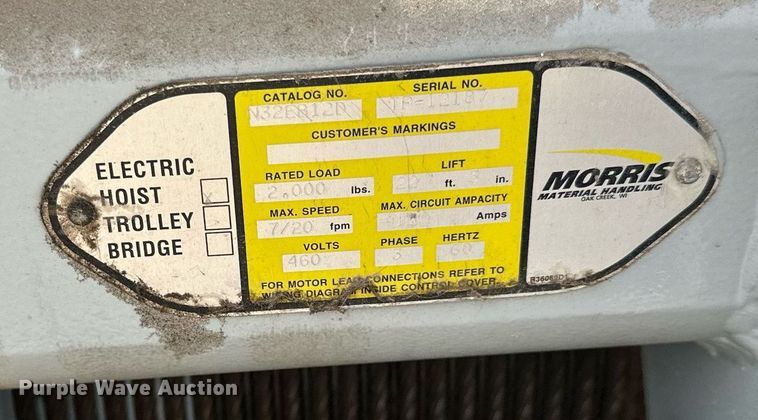 ELECTRIC
HOIST
TROLLEY
BRIDGE
CATALOG NO. SERIAL NO.
CUSTOMER'S MARKINGS
RATED LOAD LIFT
2,000 lbs. ft. in.
MAX. SPEED MAX. CIRCUIT AMPACITY
7/20 fpm Amps
VOLTS PHASE HERTZ
460 3 60
FOR MOTOR LEAD CONNECTIONS REFER TO
WIRING DIAGRAM INSIDE CONTROL COVER.
MORRIS
MATERIAL HANDLING
OAK CREEK, WI
Purple Wave Auction